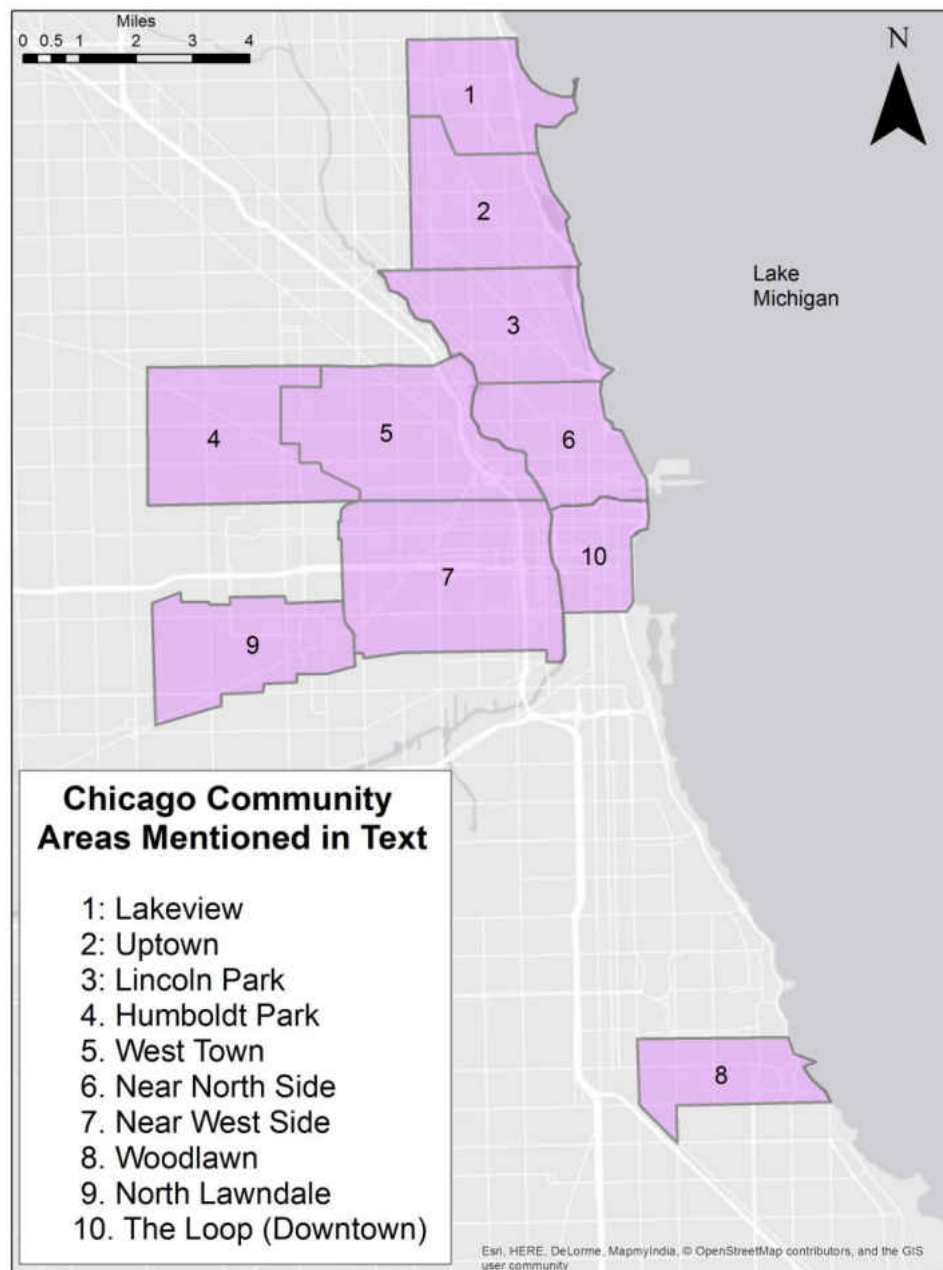 Miles
0 0.5 1 2 3 4
N
1
2
Lake
Michigan
3
4
5
6
10
7
9
Chicago Community
Areas Mentioned in Text
1: Lakeview
2: Uptown
3: Lincoln Park
4. Humboldt Park
5. West Town
6: Near North Side
7: Near West Side
8. Woodlawn
9. North Lawndale
10. The Loop (Downtown)
8
Esri, HERE, DeLorme, MapmyIndia, © OpenStreetMap contributors, and the GIS
user community